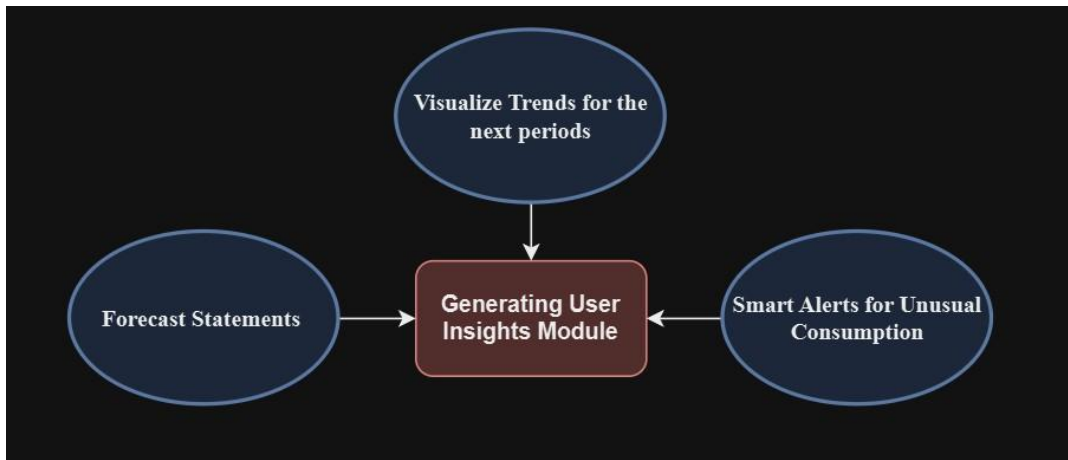 Visualize Trends for the
next periods
Forecast Statements
Generating User
Insights Module
Smart Alerts for Unusual
Consumption